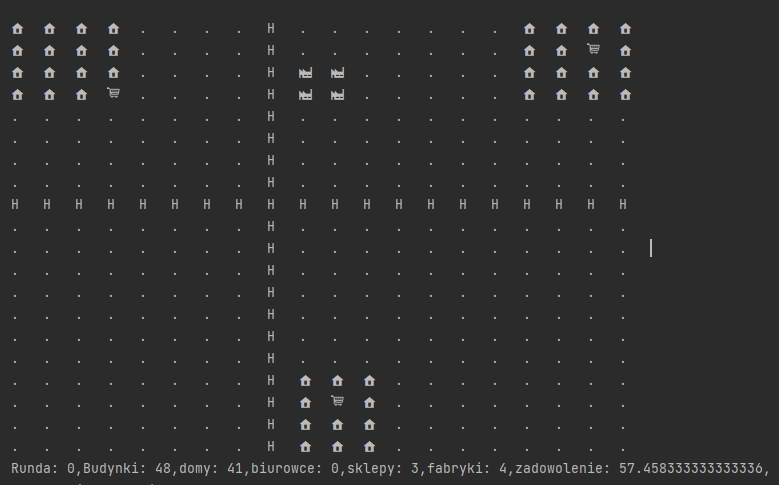 🏠 🏠 🏠 🏠 . . . . H . . . . . . . 🏠 🏠 🏠 🏠
🏠 🏠 🏠 🏠 . . . . H . . . . . . . 🏠 🏠 🛒 🏠
🏠 🏠 🏠 🏠 . . . . H 🏭 🏭 . . . . . 🏠 🏠 🏠 🏠
🏠 🏠 🏠 🛒 . . . . H 🏭 🏭 . . . . . 🏠 🏠 🏠 🏠
. . . . . . . . H . . . . . . . . . . .
. . . . . . . . H . . . . . . . . . . .
. . . . . . . . H . . . . . . . . . . .
. . . . . . . . H . . . . . . . . . . .
H H H H H H H H H H H H H H H H H H H H
. . . . . . . . H . . . . . . . . . . .
. . . . . . . . H . . . . . . . . . . .
. . . . . . . . H . . . . . . . . . . .
. . . . . . . . H . . . . . . . . . . .
. . . . . . . . H . . . . . . . . . . .
. . . . . . . . H . . . . . . . . . . .
. . . . . . . . H . . . . . . . . . . .
. . . . . . . . H 🏠 🏠 🏠 . . . . . . . .
. . . . . . . . H 🏠 🛒 🏠 . . . . . . . .
. . . . . . . . H 🏠 🏠 🏠 . . . . . . . .
. . . . . . . . H 🏠 🏠 🏠 . . . . . . . .
Runda: 0,Budynki: 48,domy: 41,biurowce: 0,sklepy: 3,fabryki: 4,zadowolenie: 57.458333333333336,